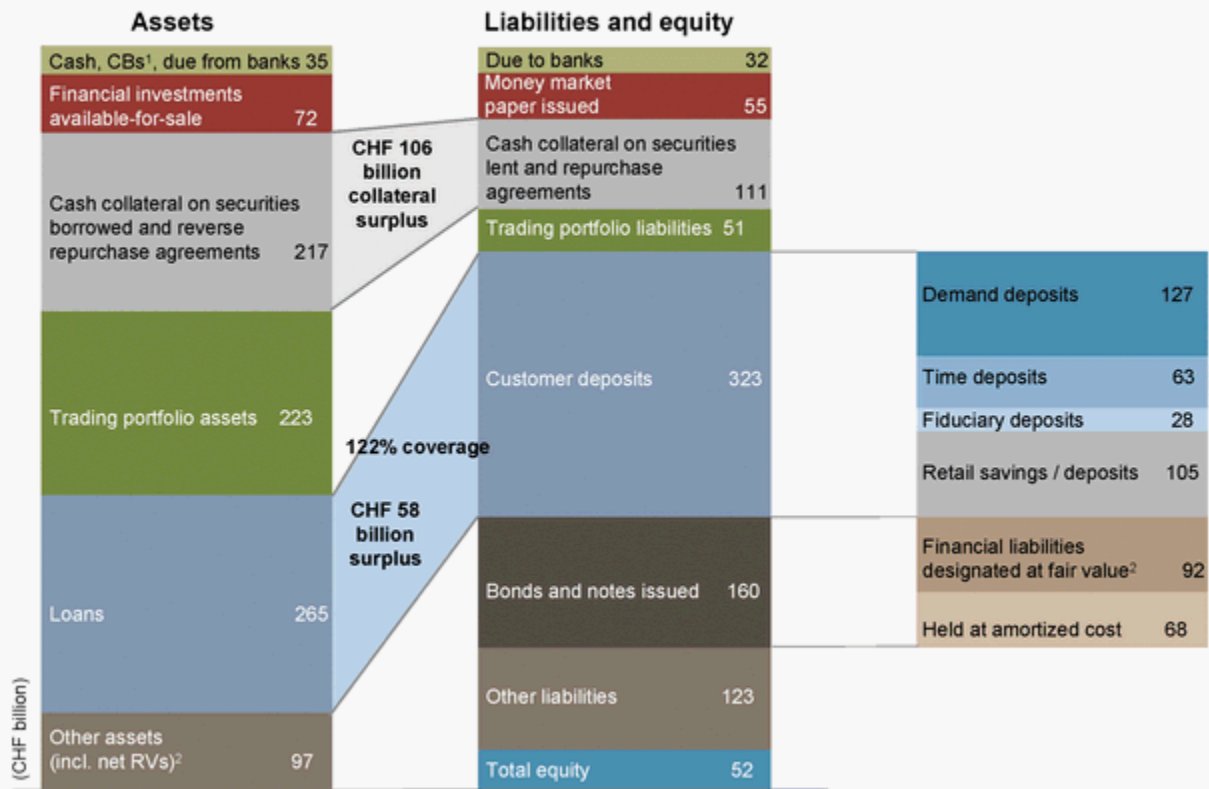 Assets
Liabilities and equity
Cash, CBs¹, due from banks 35
Financial investments
available-for-sale 72
Cash collateral on securities
borrowed and reverse
repurchase agreements 217
Trading portfolio assets 223
Loans 265
Other assets
(incl. net RVs)² 97
(CHF billion)
CHF 106
billion
collateral
surplus
122% coverage
CHF 58
billion
surplus
Due to banks 32
Money market
paper issued 55
Cash collateral on securities
lent and repurchase
agreements 111
Trading portfolio liabilities 51
Customer deposits 323
Bonds and notes issued 160
Other liabilities 123
Total equity 52
Demand deposits 127
Time deposits 63
Fiduciary deposits 28
Retail savings / deposits 105
Financial liabilities
designated at fair value² 92
Held at amortized cost 68